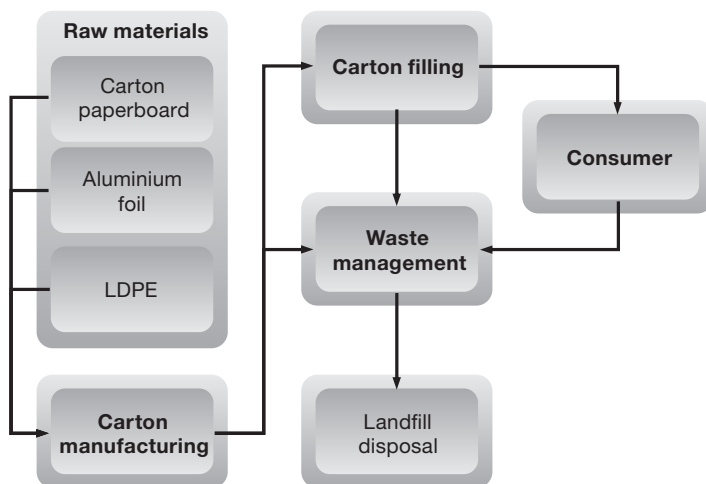 Raw materials
Carton
paperboard
Aluminium
foil
LDPE
Carton
manufacturing
Carton filling
Consumer
Waste
management
Landfill
disposal